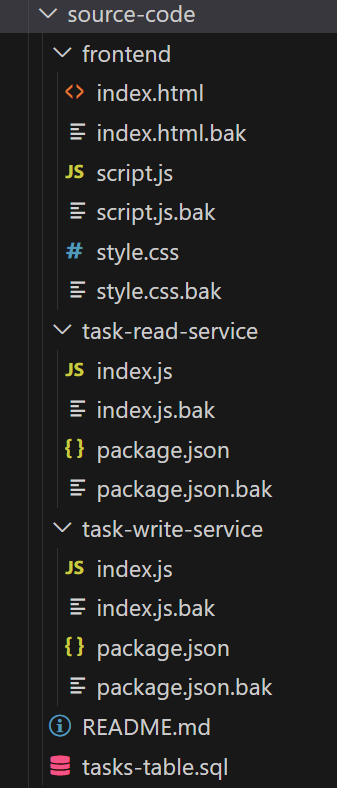 source-code
frontend
<> index.html
index.html.bak
JS script.js
script.js.bak
# style.css
style.css.bak
task-read-service
JS index.js
index.js.bak
{} package.json
package.json.bak
task-write-service
JS index.js
index.js.bak
{} package.json
package.json.bak
README.md
tasks-table.sql